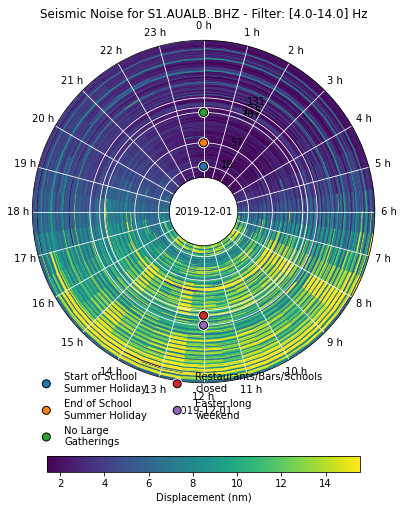 Seismic Noise for S1.AUALB..BHZ - Filter: [4.0-14.0] Hz
0 h
23 h
1 h
22 h
2 h
21 h
3 h
20 h
4 h
19 h
5 h
18 h
2019-12-01
6 h
17 h
7 h
16 h
8 h
15 h
9 h
14 h
10 h
13 h
11 h
12 h
2019-12-01
Start of School
Summer Holiday
End of School
Summer Holiday
No Large
Gatherings
Restaurants/Bars/Schools
closed
Easter long
weekend
2
4
6
8
10
12
14
Displacement (nm)